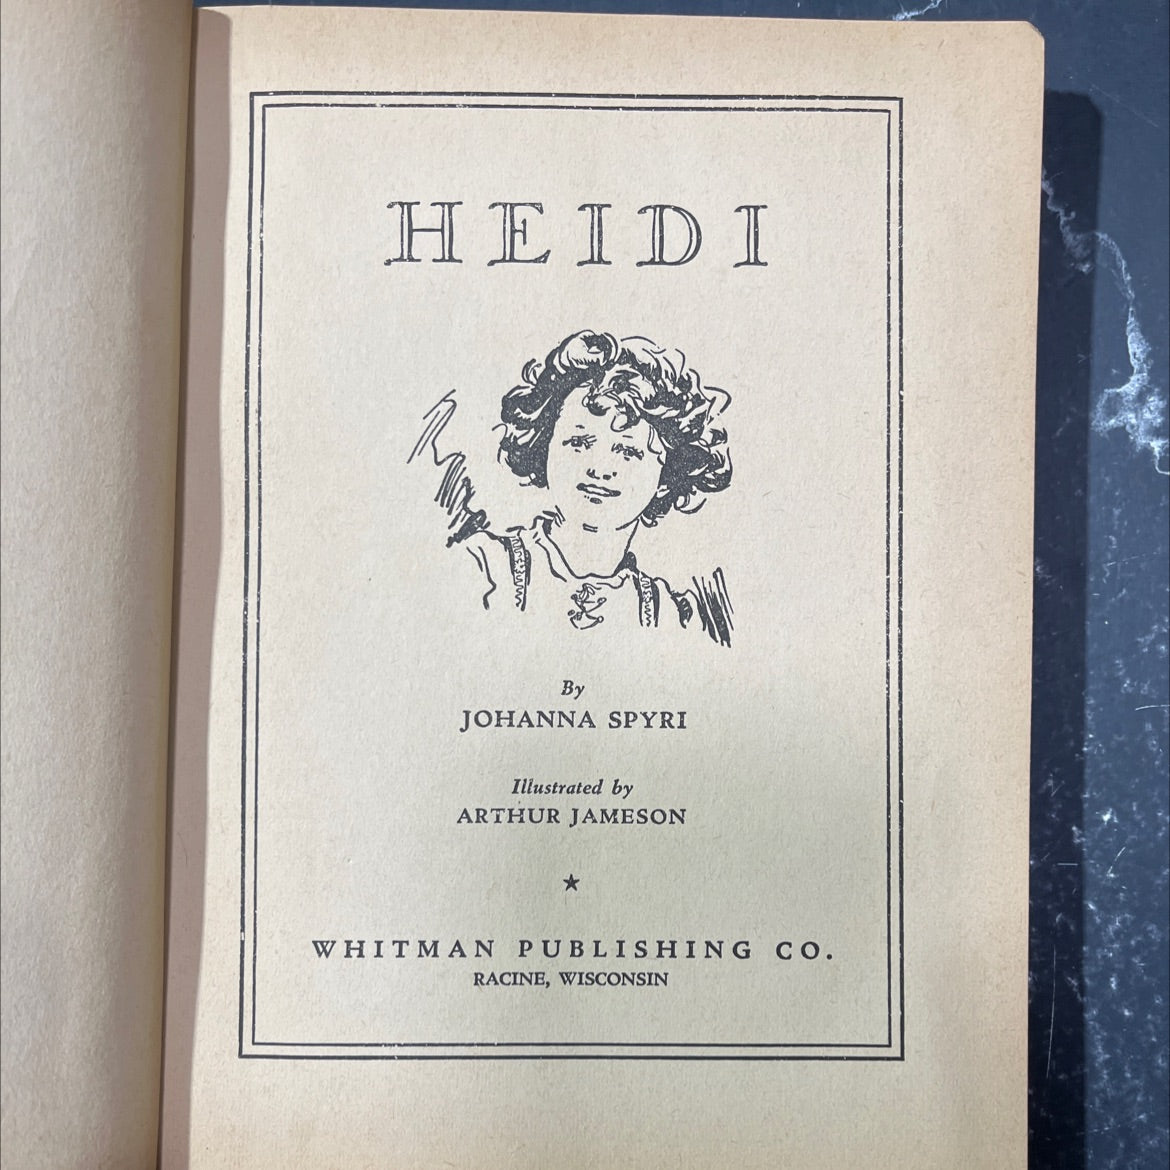 HEIDI
By
JOHANNA SPYRI
Illustrated by
ARTHUR JAMESON
WHITMAN PUBLISHING CO.
RACINE, WISCONSIN